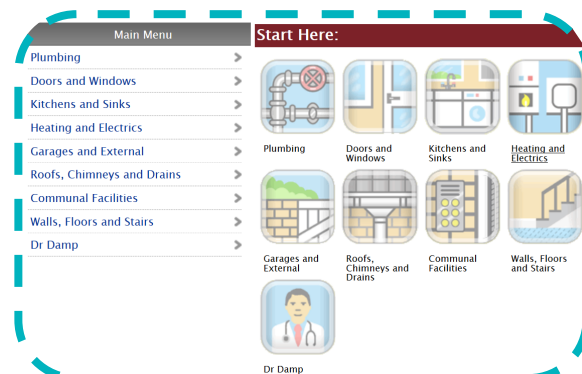 Main Menu
Plumbing
Doors and Windows
Kitchens and Sinks
Heating and Electrics
Garages and External
Roofs, Chimneys and Drains
Communal Facilities
Walls, Floors and Stairs
Dr Damp
Start Here:
Plumbing
Doors and
Windows
Kitchens and
Sinks
Heating and
Electrics
Garages and
External
Roofs,
Chimneys and
Drains
Communal
Facilities
Walls, Floors
and Stairs
Dr Damp